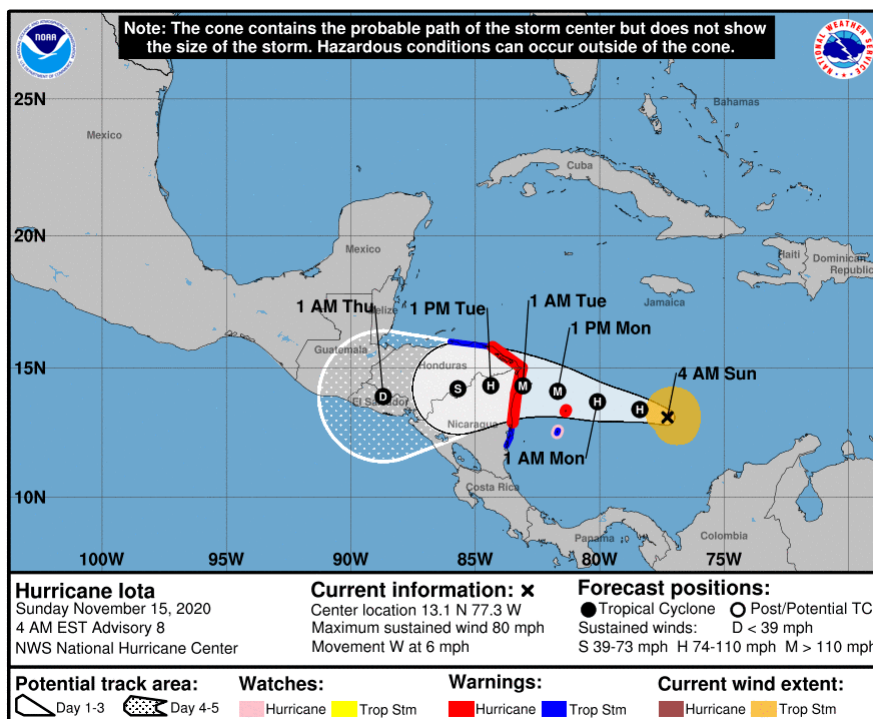 Note: The cone contains the probable path of the storm center but does not show
the size of the storm. Hazardous conditions can occur outside of the cone.
NOAA
NATIONAL WEATHER SERVICE
25N
20N
15N
10N
100W
95W
90W
85W
80W
75W
Mexico
Bahamas
Cuba
Mexico
Haiti
Dominican
Republic
Jamaica
Belize
Guatemala
Honduras
El Salvador
Nicaragua
Costa Rica
Panama
Colombia
1 AM Thu
1 PM Tue
1 AM Tue
1 PM Mon
4 AM Sun
1 AM Mon
D
S
H
M
M
H
H
Hurricane Iota
Sunday November 15, 2020
4 AM EST Advisory 8
NWS National Hurricane Center
Current information: x
Center location 13.1 N 77.3 W
Maximum sustained wind 80 mph
Movement W at 6 mph
Forecast positions:
Tropical Cyclone Post/Potential TC
Sustained winds: D < 39 mph
S 39-73 mph H 74-110 mph M > 110 mph
Potential track area:
Day 1-3 Day 4-5
Watches:
Hurricane Trop Stm
Warnings:
Hurricane Trop Stm
Current wind extent:
Hurricane Trop Stm